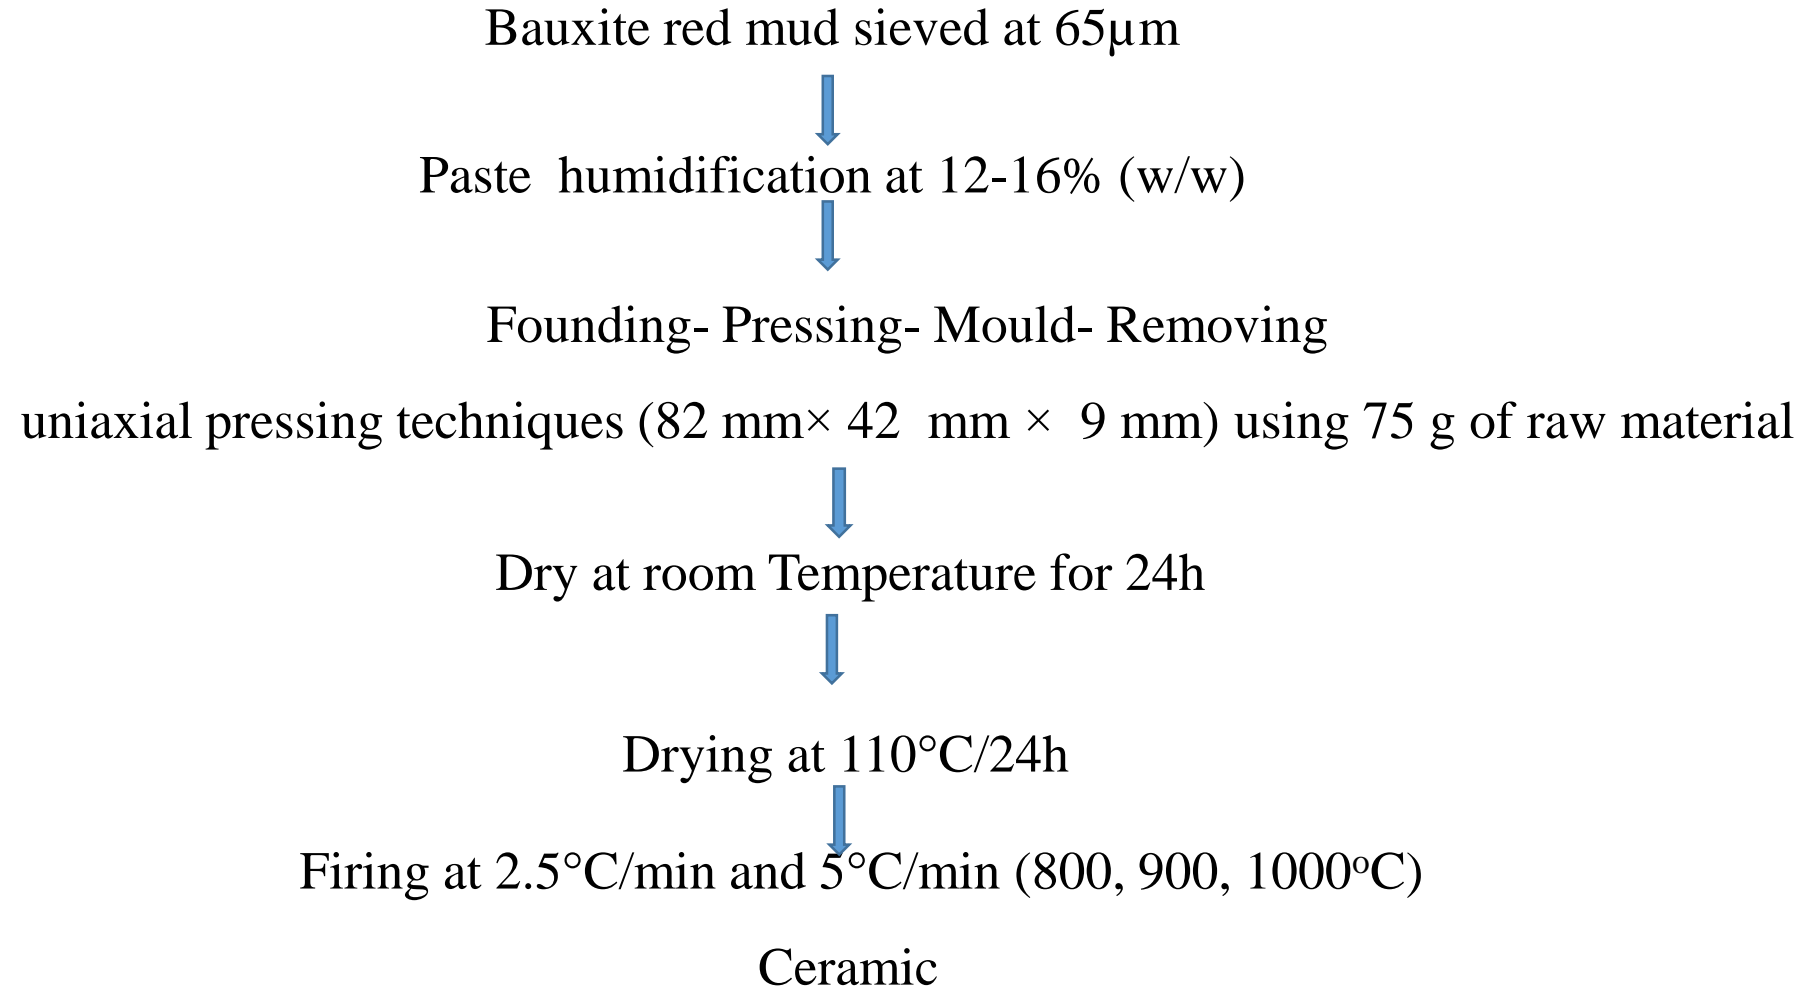 Bauxite red mud sieved at 65µm
Paste humidification at 12-16% (w/w)
Founding- Pressing- Mould- Removing
uniaxial pressing techniques (82 mm× 42 mm × 9 mm) using 75 g of raw material
Dry at room Temperature for 24h
Drying at 110°C/24h
Firing at 2.5°C/min and 5°C/min (800, 900, 1000ºC)
Ceramic